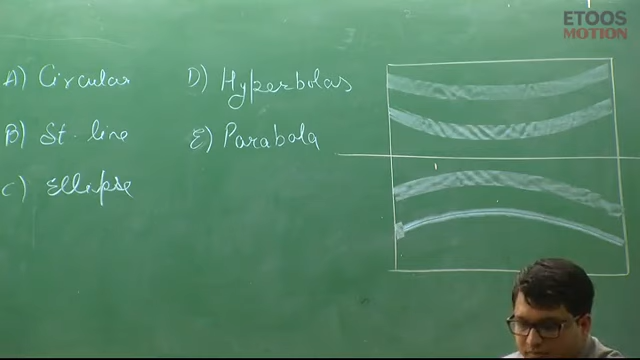 ETOOS
MOTION
A) Circular
D) Hyperbolas
B) St. line
E) Parabola
C) Ellipse